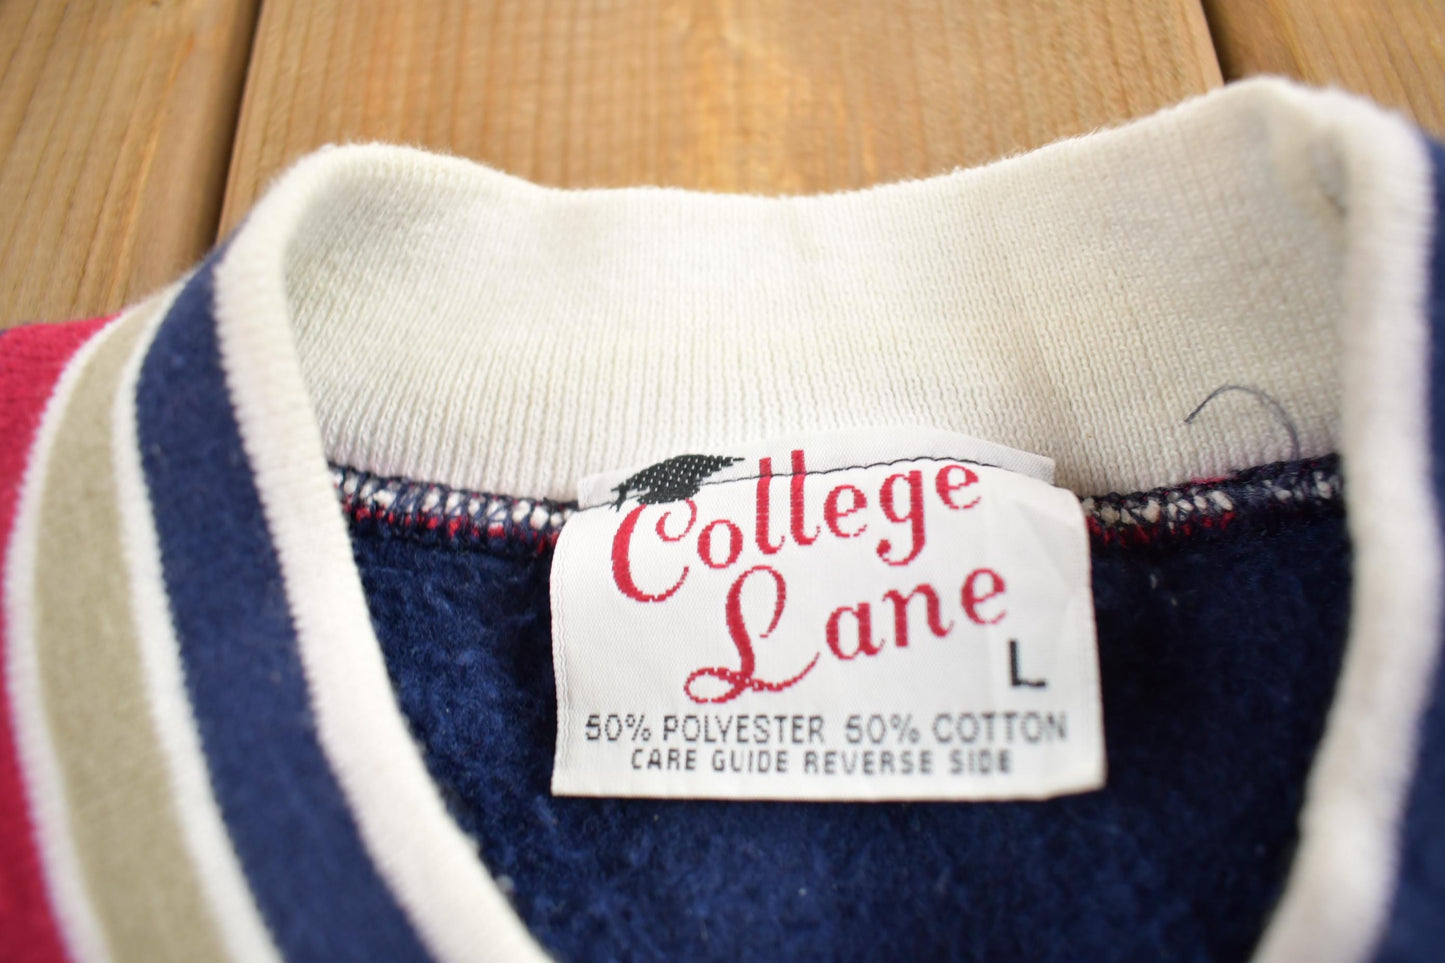 College
Lane
L
50% POLYESTER 50% COTTON
CARE GUIDE REVERSE SIDE